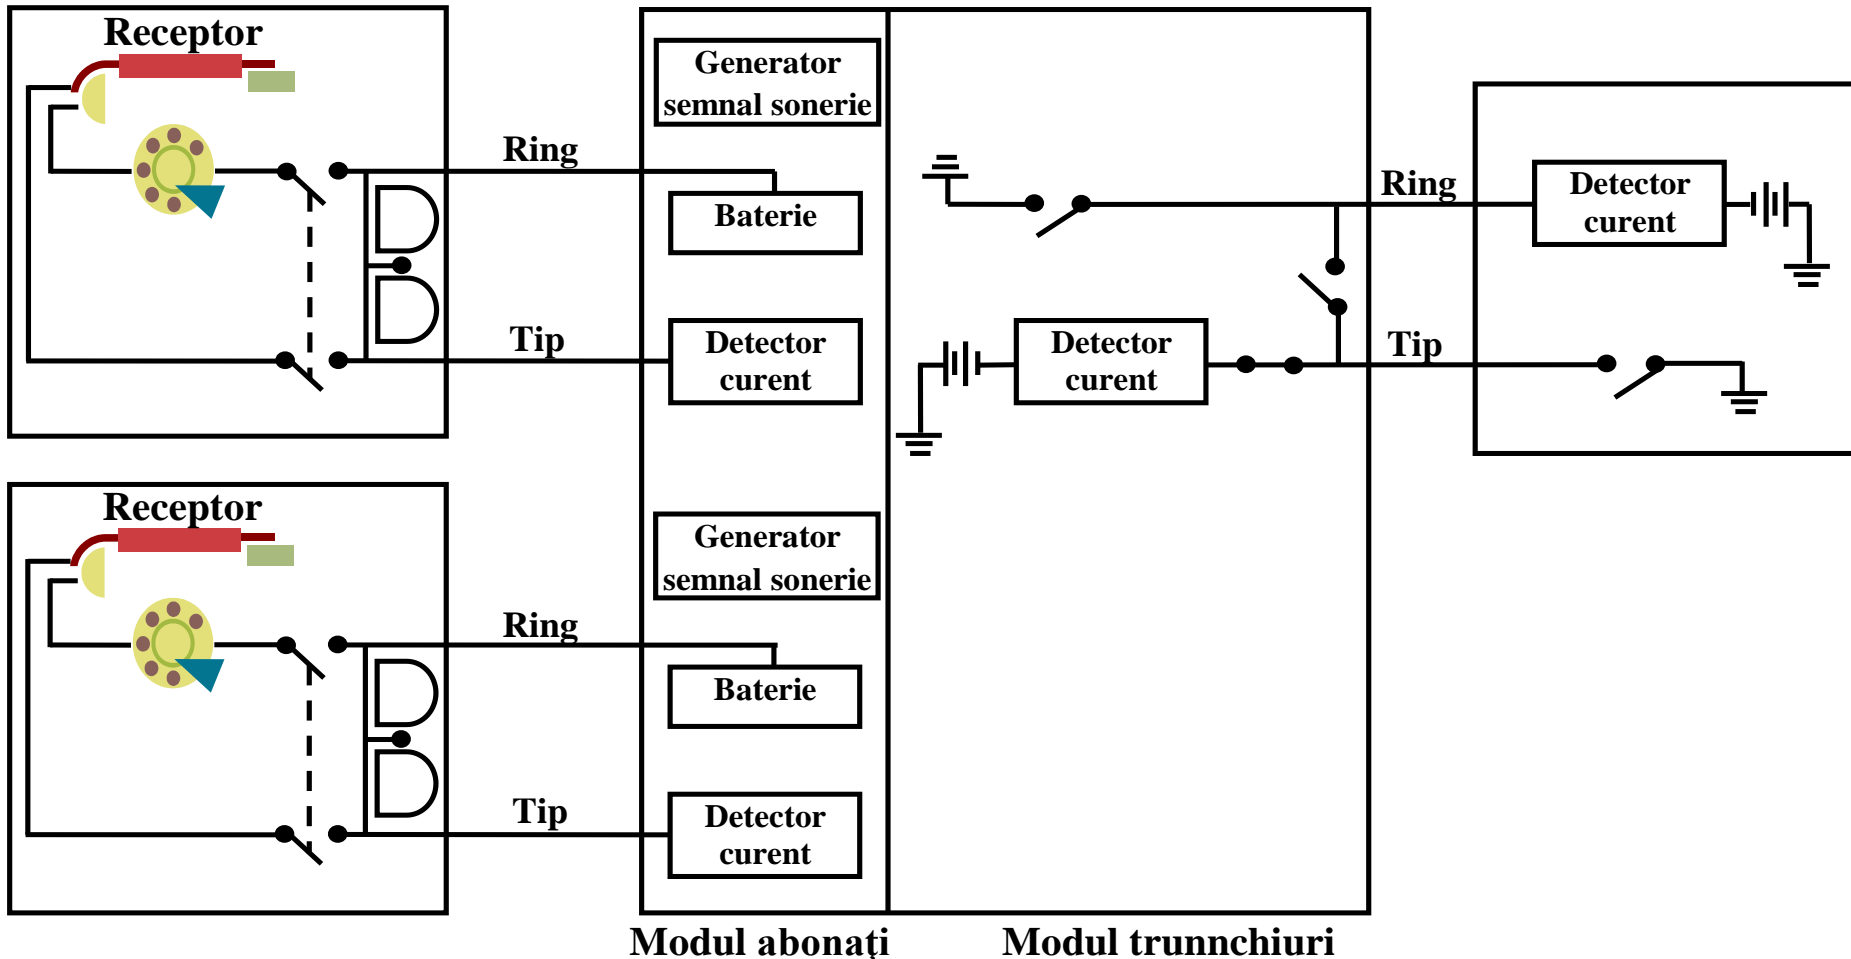 Receptor
Ring
Tip
Generator
semnal sonerie
Baterie
Detector
curent
Detector
curent
Ring
Tip
Detector
curent
Receptor
Ring
Tip
Generator
semnal sonerie
Baterie
Detector
curent
Modul abonaţi
Modul trunnchiuri